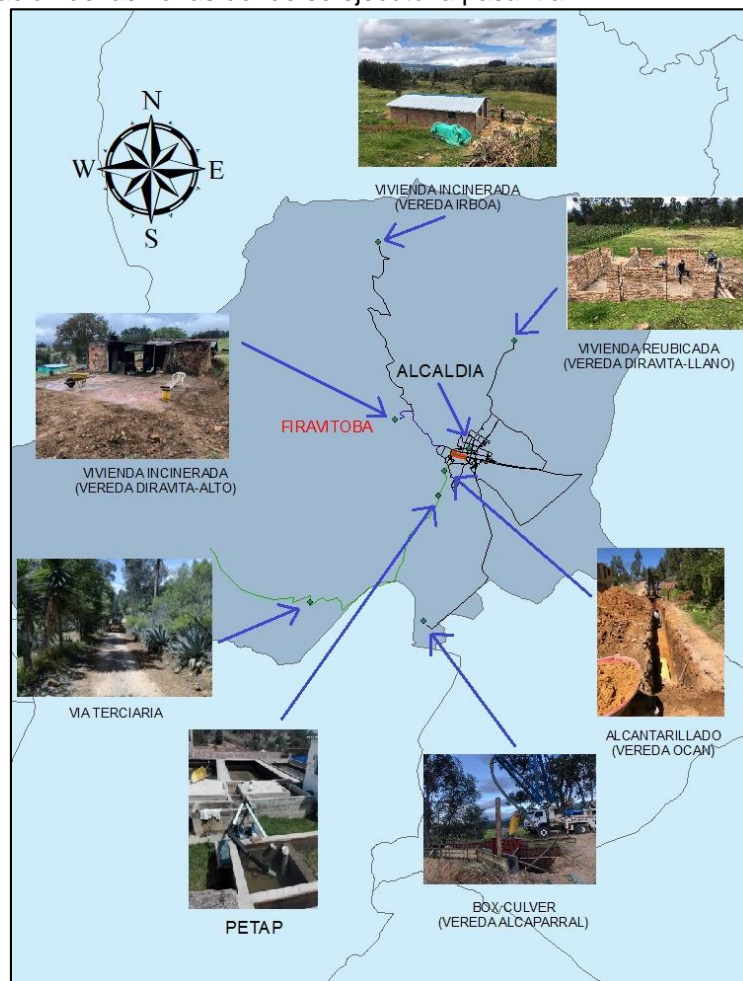 N
W E
S
VIVIENDA INCINERADA
(VEREDA IRBOA)
VIVIENDA REUBICADA
(VEREDA DIRAVITA-LLANO)
ALCALDIA
FIRAVITOBA
VIVIENDA INCINERADA
(VEREDA DIRAVITA-ALTO)
VIA TERCIARIA
ALCANTARILLADO
(VEREDA OCAN)
PETAP
BOX CULVER
(VEREDA ALCAPARRAL)